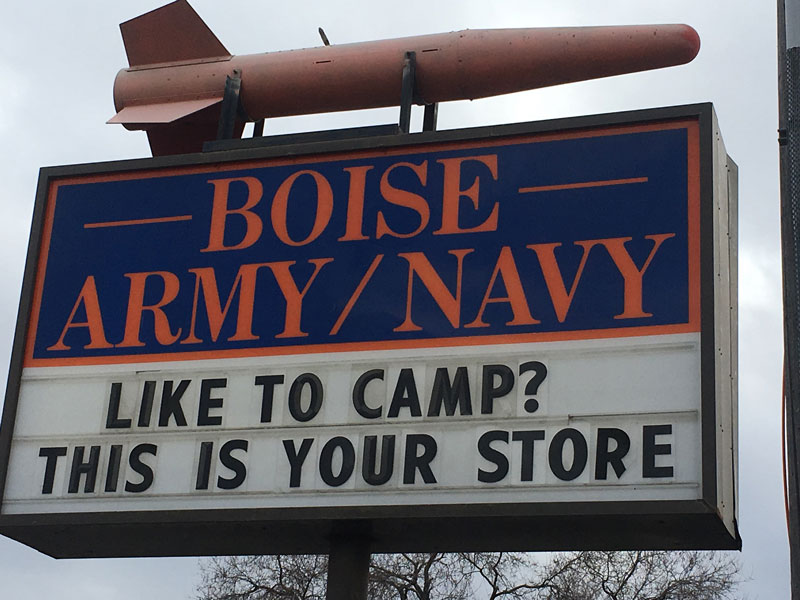 BOISE
ARMY/NAVY
LIKE TO CAMP?
THIS IS YOUR STORE